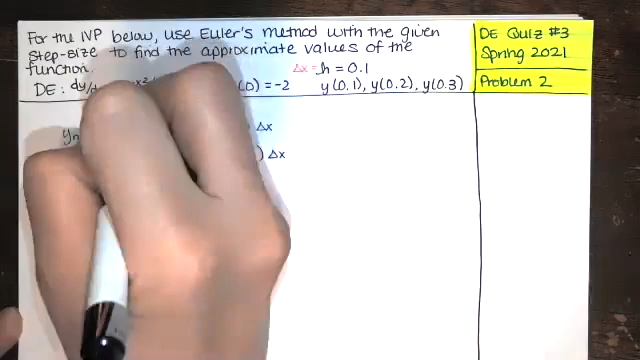 For the IVP below, use Euler's method with the given
step-size to find the approximate values of the
function. Δx = h = 0.1
DE: dy/ x² (0) = -2 y(0.1), y(0.2), y(0.3)
Δx
) Δx
DE Quiz #3
Spring 2021
Problem 2